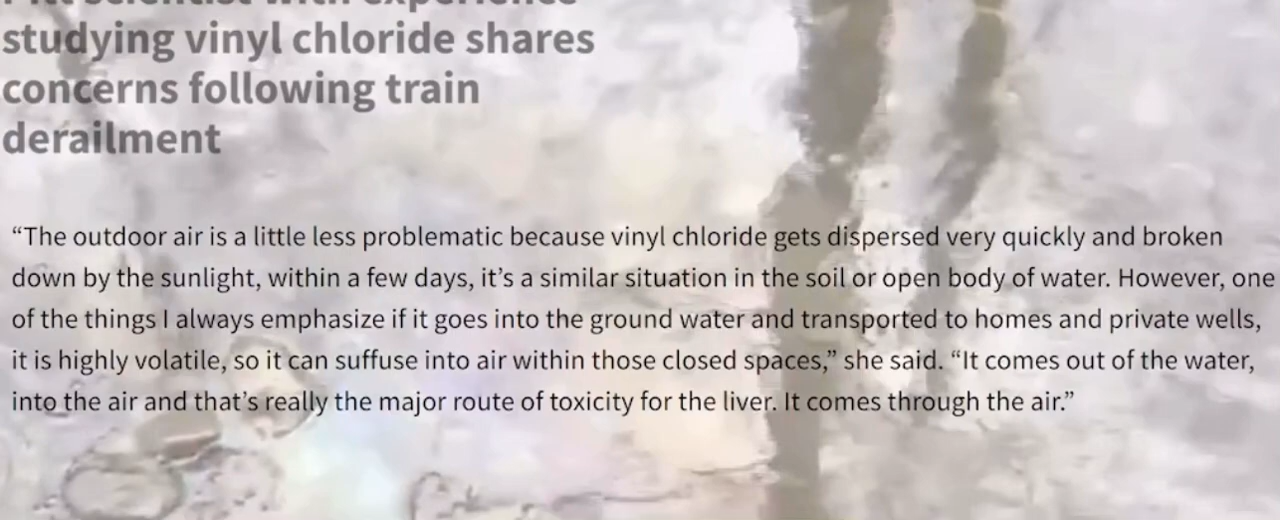 scientist with experience
studying vinyl chloride shares
concerns following train
derailment
“The outdoor air is a little less problematic because vinyl chloride gets dispersed very quickly and broken
down by the sunlight, within a few days, it’s a similar situation in the soil or open body of water. However, one
of the things I always emphasize if it goes into the ground water and transported to homes and private wells,
it is highly volatile, so it can suffuse into air within those closed spaces,” she said. “It comes out of the water,
into the air and that’s really the major route of toxicity for the liver. It comes through the air.”